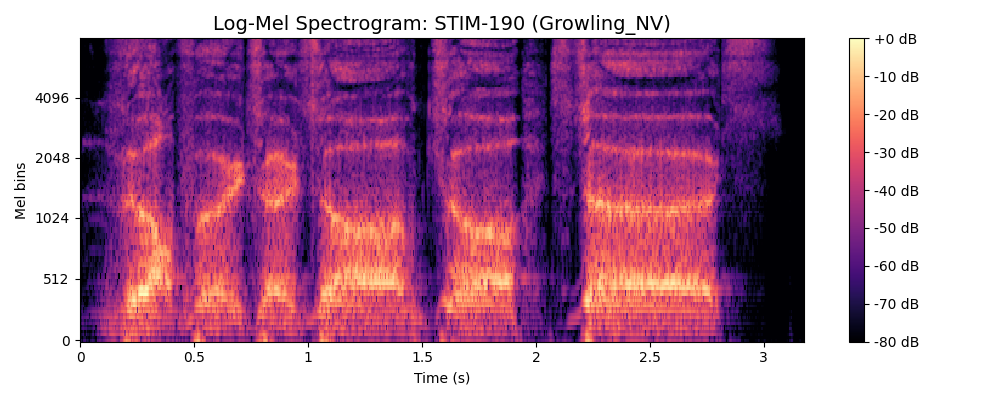 Log-Mel Spectrogram: STIM-190 (Growling_NV)
Mel bins
4096
2048
1024
512
0
0
0.5
1
1.5
2
2.5
3
Time (s)
+0 dB
-10 dB
-20 dB
-30 dB
-40 dB
-50 dB
-60 dB
-70 dB
-80 dB